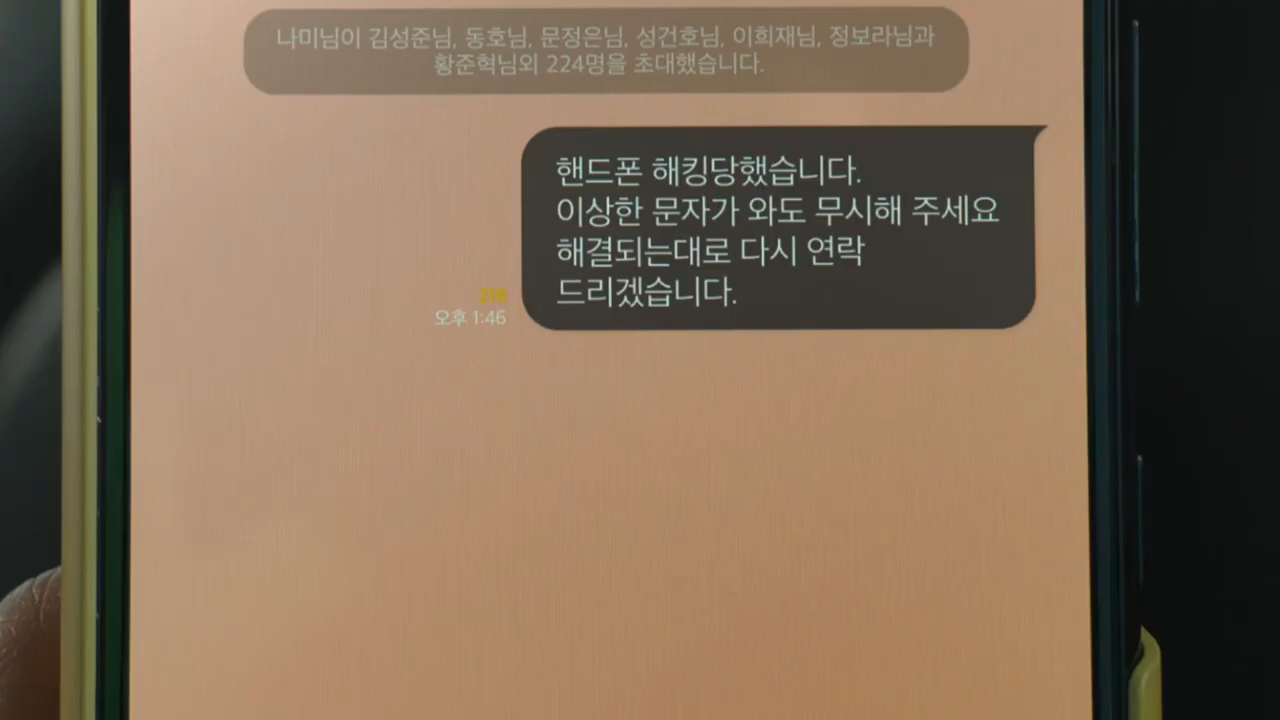 나미님이 김성준님, 동호님, 문정은님, 성건호님, 이희재님, 정보라님과
황준혁님외 224명을 초대했습니다.
핸드폰 해킹당했습니다.
이상한 문자가 와도 무시해 주세요
해결되는대로 다시 연락
드리겠습니다.
218
오후 1:46